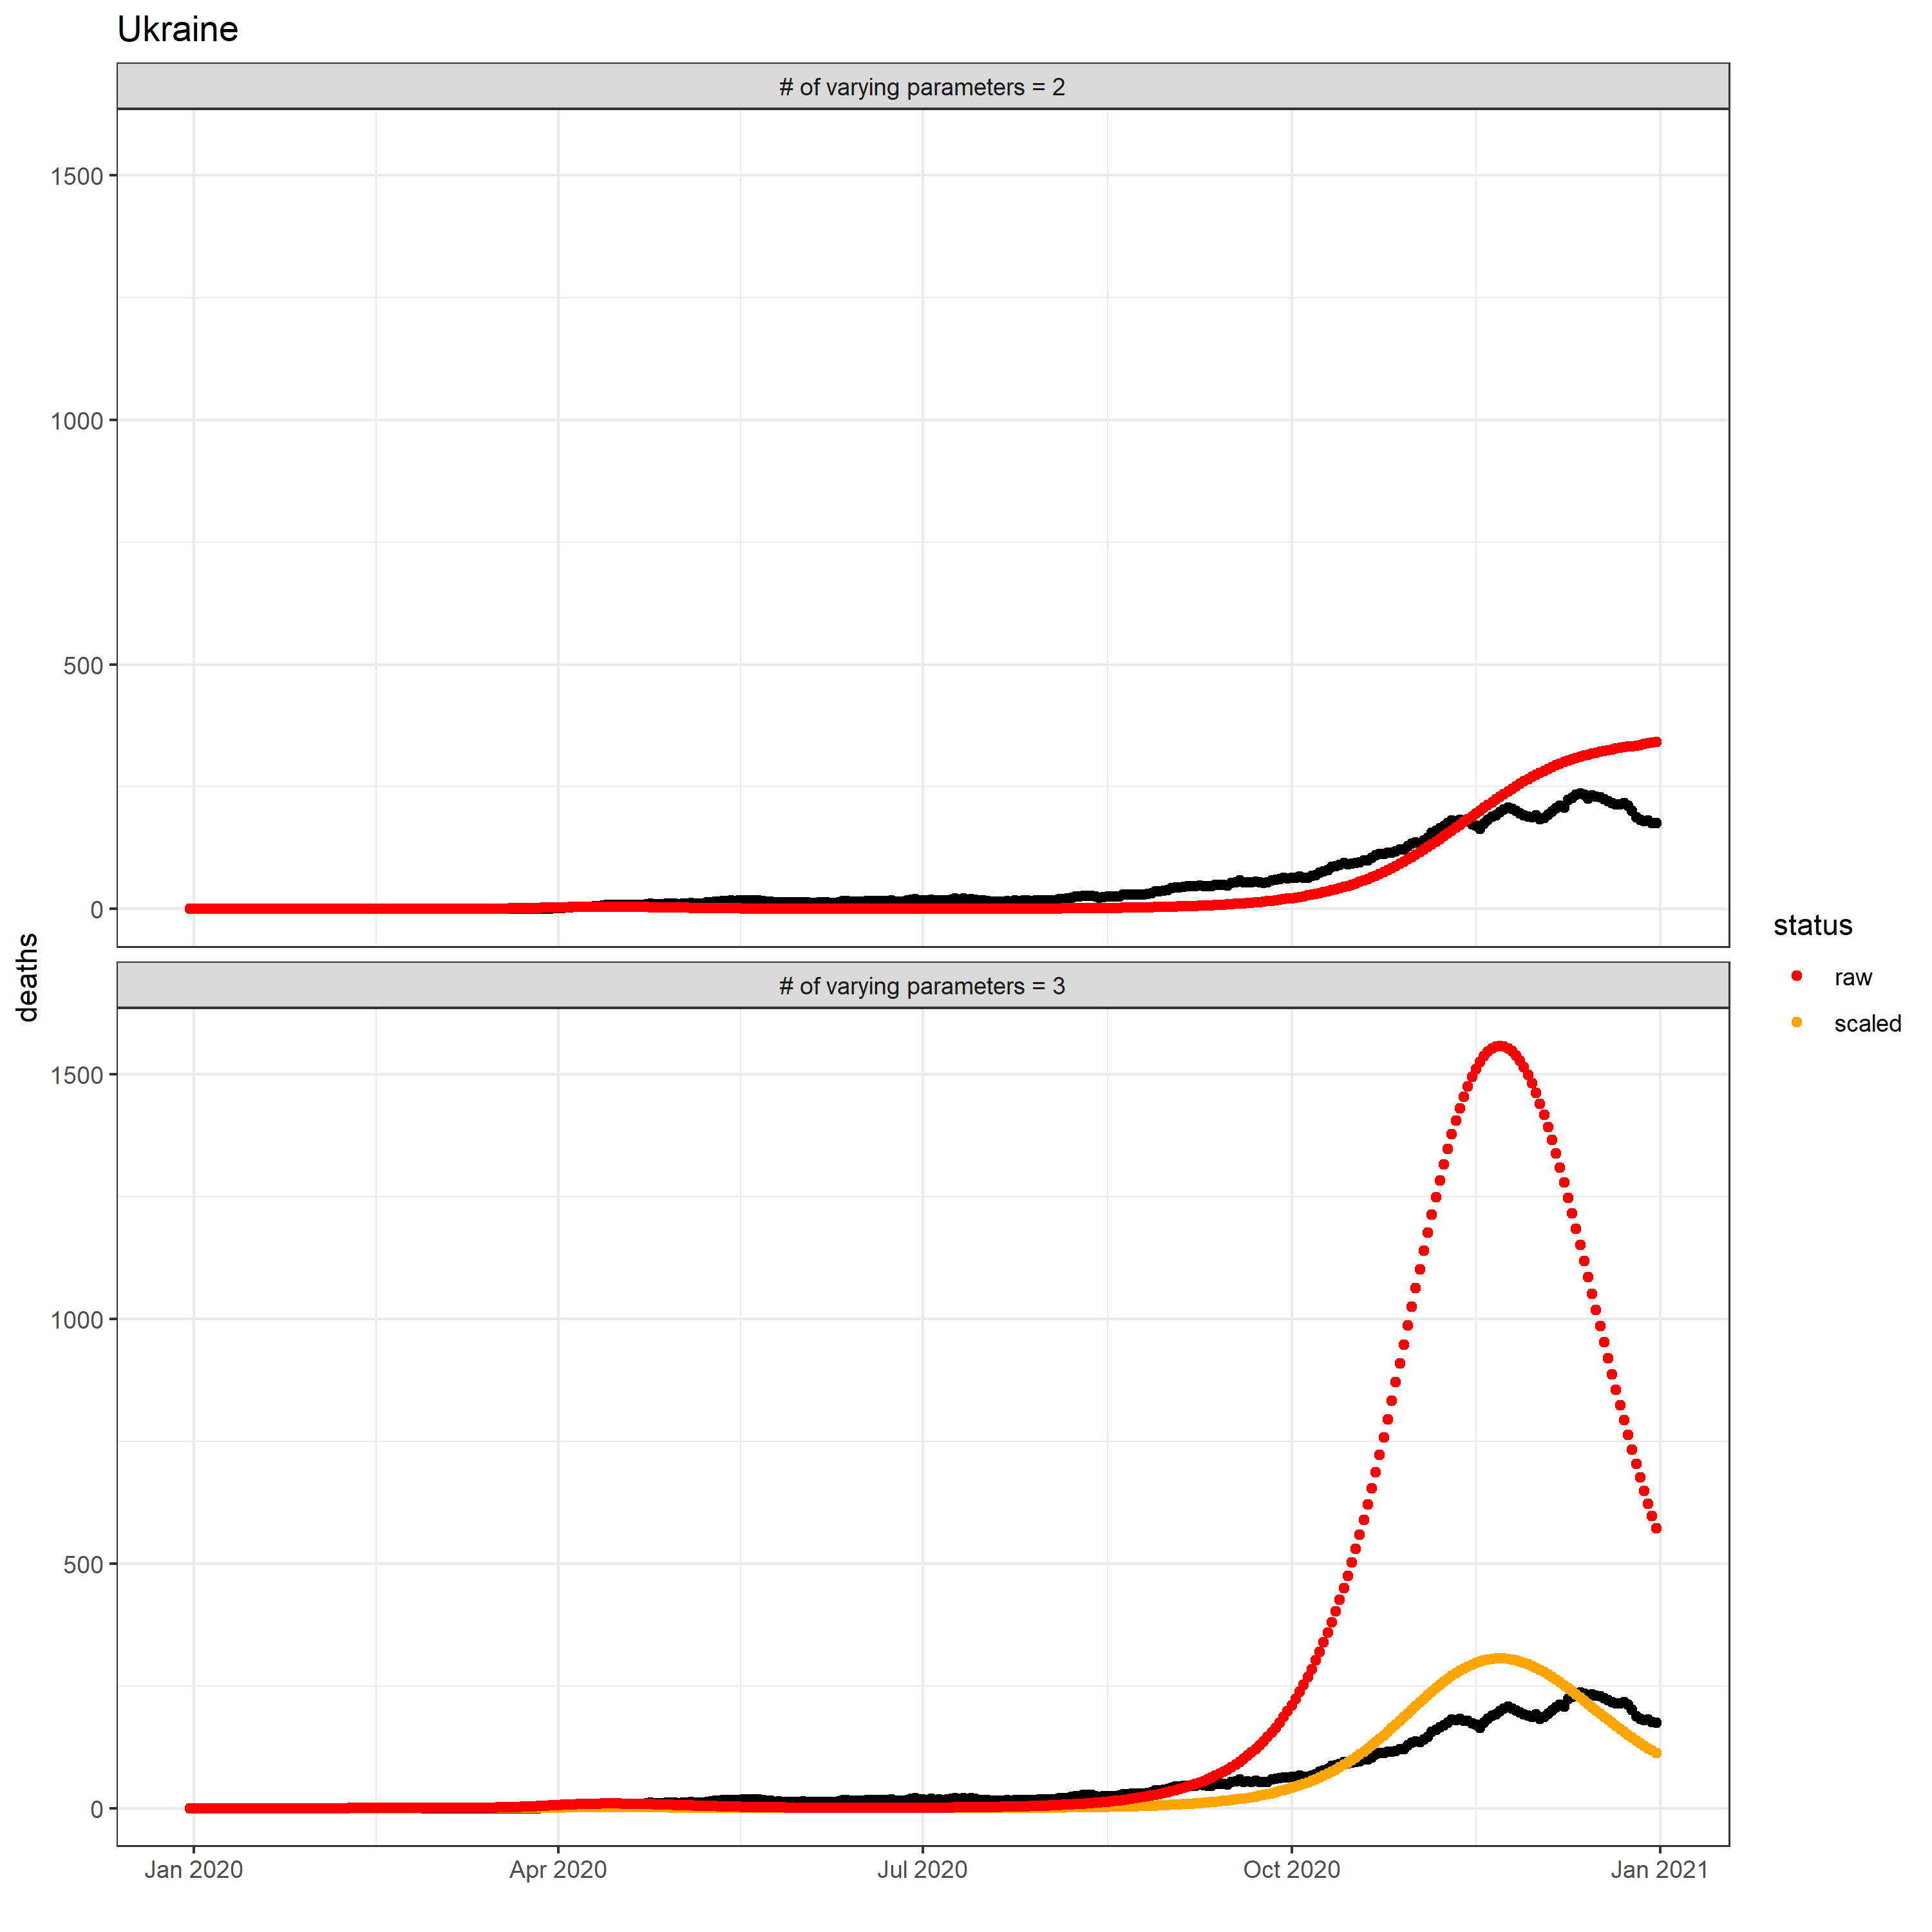 Ukraine
# of varying parameters = 2
1500
1000
500
0
# of varying parameters = 3
1500
1000
500
0
Jan 2020 Apr 2020 Jul 2020 Oct 2020 Jan 2021
deaths
status
raw
scaled